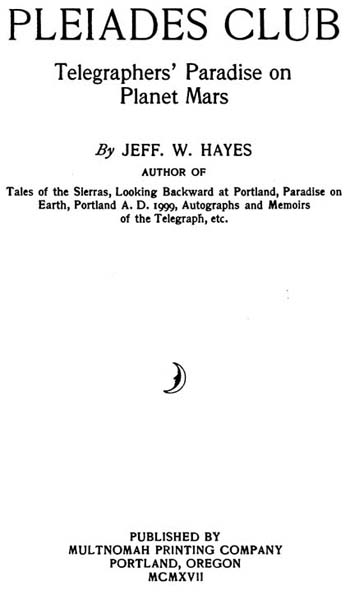 PLEIADES CLUB
Telegraphers' Paradise on
Planet Mars
By JEFF. W. HAYES
AUTHOR OF
Tales of the Sierras, Looking Backward at Portland, Paradise on
Earth, Portland A. D. 1999, Autographs and Memoirs
of the Telegraph, etc.
PUBLISHED BY
MULTNOMAH PRINTING COMPANY
PORTLAND, OREGON
MCMXVII